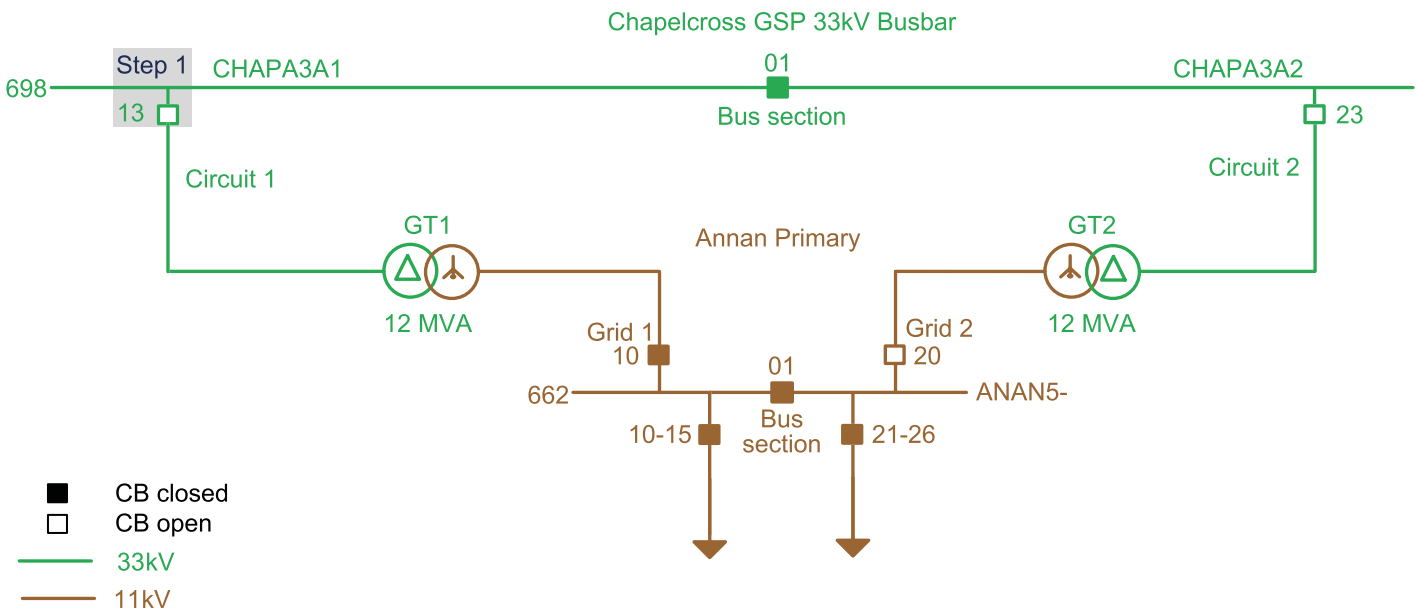 Chapelcross GSP 33kV Busbar
Step 1
CHAPA3A1
01
CHAPA3A2
698
13
Bus section
23
Circuit 1
Circuit 2
GT1
Annan Primary
GT2
12 MVA
12 MVA
Grid 1
10
Grid 2
20
01
662
ANAN5-
Bus
section
10-15
21-26
CB closed
CB open
33kV
11kV